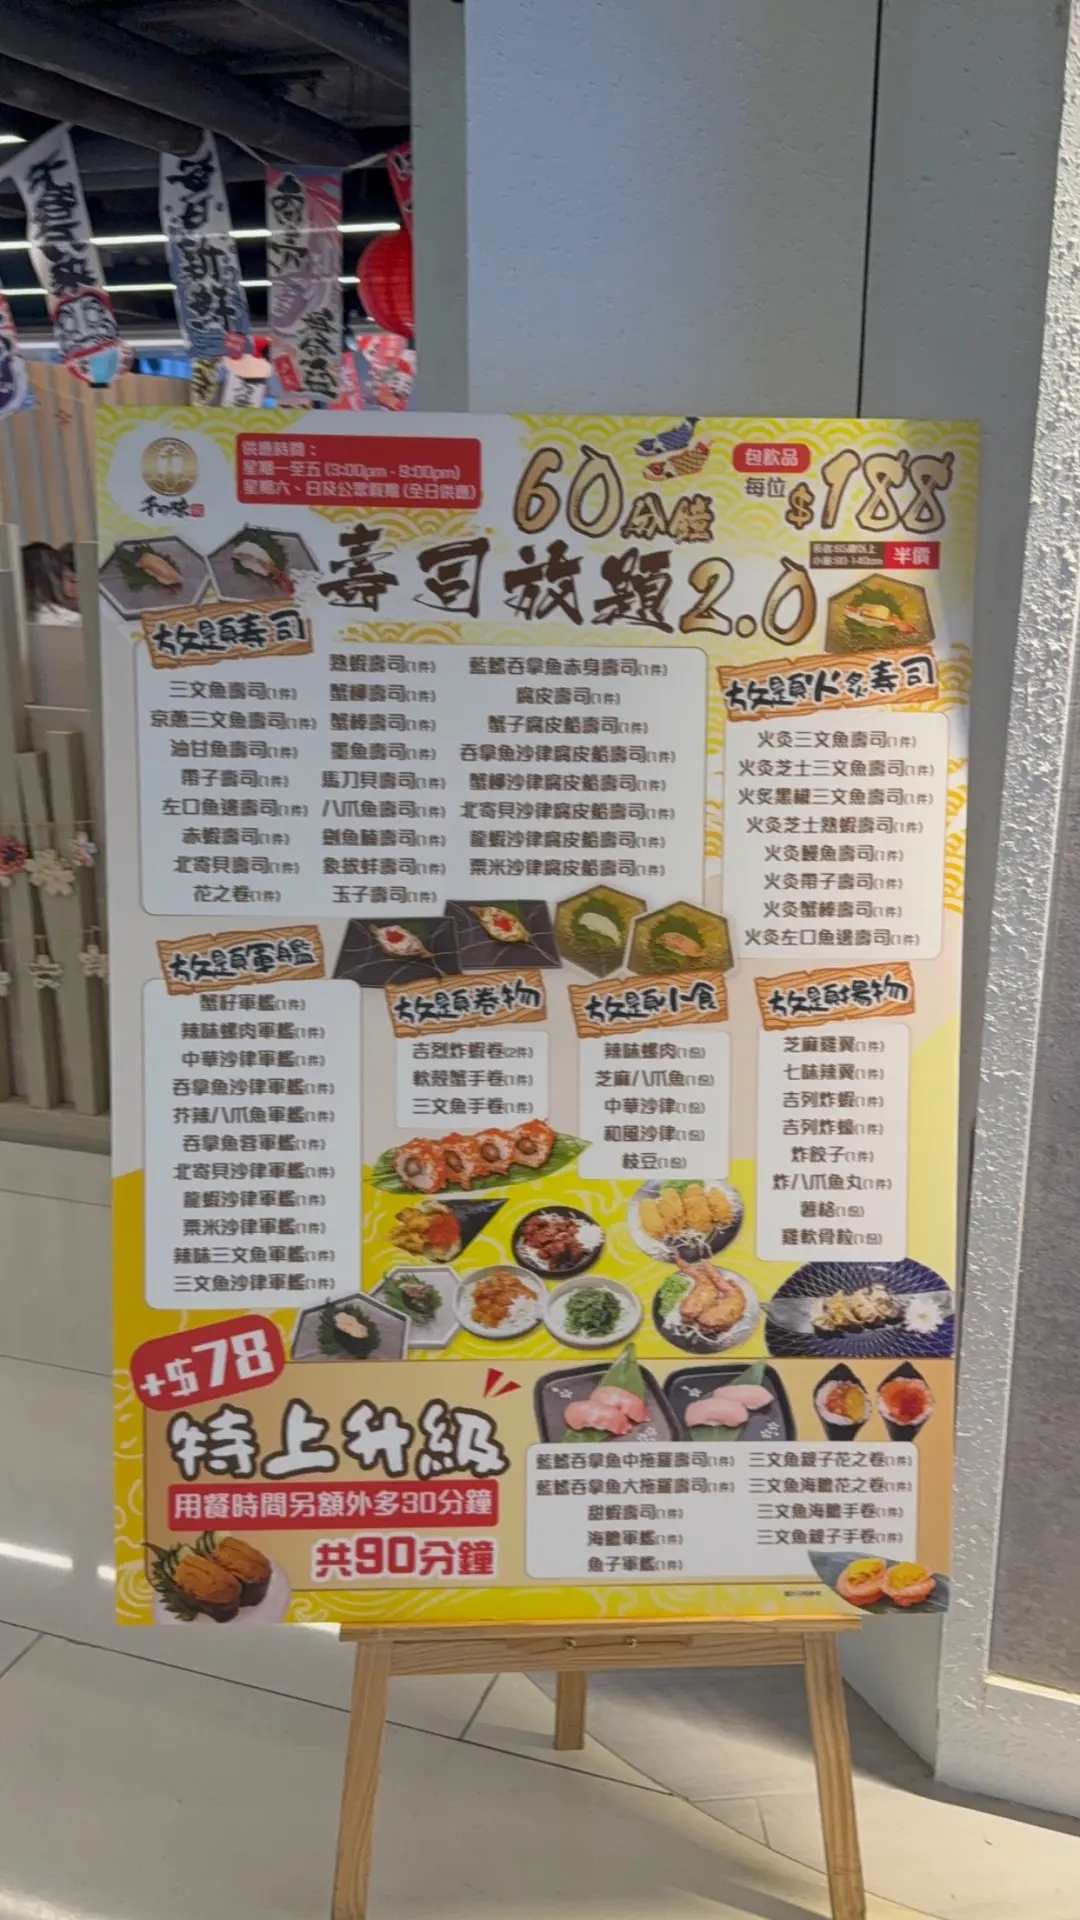 每日新鮮
壽司
千の味
供應時間：
星期一至五 (3:00pm - 9:00pm)
星期六、日及公眾假期 (全日供應)
60分鐘
包飲品
每位 $188
長者:65歲以上
小童:90-140cm
半價
壽司放題2.0
放題壽司
三文魚壽司(1件)
京蔥三文魚壽司(1件)
油甘魚壽司(1件)
帶子壽司(1件)
左口魚邊壽司(1件)
赤蝦壽司(1件)
北寄貝壽司(1件)
花之卷(1件)
熟蝦壽司(1件)
蟹柳壽司(1件)
蟹棒壽司(1件)
墨魚壽司(1件)
馬刀貝壽司(1件)
八爪魚壽司(1件)
劍魚腩壽司(1件)
象拔蚌壽司(1件)
玉子壽司(1件)
藍鰭吞拿魚赤身壽司(1件)
腐皮壽司(1件)
蟹子腐皮船壽司(1件)
吞拿魚沙律腐皮船壽司(1件)
蟹柳沙律腐皮船壽司(1件)
北寄貝沙律腐皮船壽司(1件)
龍蝦沙律腐皮船壽司(1件)
粟米沙律腐皮船壽司(1件)
放題火炙壽司
火炙三文魚壽司(1件)
火炙芝士三文魚壽司(1件)
火炙黑椒三文魚壽司(1件)
火炙芝士熟蝦壽司(1件)
火炙鰻魚壽司(1件)
火炙帶子壽司(1件)
火炙蟹棒壽司(1件)
火炙左口魚邊壽司(1件)
放題軍艦
蟹籽軍艦(1件)
辣味螺肉軍艦(1件)
中華沙律軍艦(1件)
吞拿魚沙律軍艦(1件)
芥辣八爪魚軍艦(1件)
吞拿魚蓉軍艦(1件)
北寄貝沙律軍艦(1件)
龍蝦沙律軍艦(1件)
粟米沙律軍艦(1件)
辣味三文魚軍艦(1件)
三文魚沙律軍艦(1件)
放題卷物
吉烈炸蝦卷(2件)
軟殼蟹手卷(1件)
三文魚手卷(1件)
放題小食
辣味螺肉(1份)
芝麻八爪魚(1份)
中華沙律(1份)
和風沙律(1份)
枝豆(1份)
放題揚物
芝麻雞翼(1件)
七味辣翼(1件)
吉列炸蝦(1件)
吉列炸蠔(1件)
炸餃子(1件)
炸八爪魚丸(1件)
薯格(1份)
雞軟骨粒(1份)
+$78
特上升級
用餐時間另額外多30分鐘
共90分鐘
藍鰭吞拿魚中拖羅壽司(1件)
藍鰭吞拿魚大拖羅壽司(1件)
甜蝦壽司(1件)
海膽軍艦(1件)
魚子軍艦(1件)
三文魚親子花之卷(1件)
三文魚海膽花之卷(1件)
三文魚海膽手卷(1件)
三文魚親子手卷(1件)